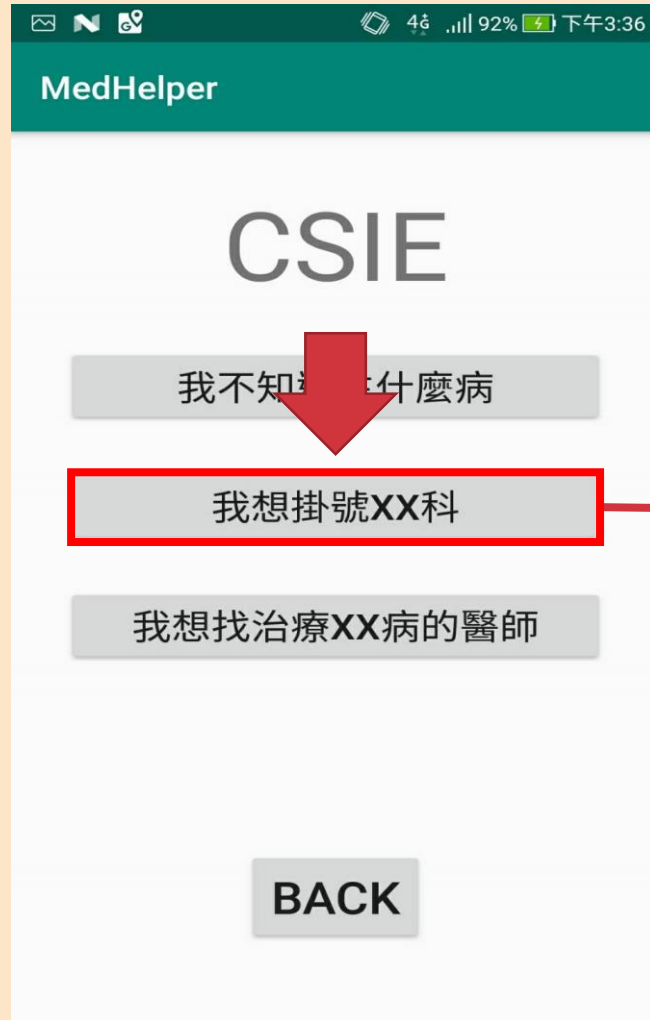 4G 92% 下午3:36
MedHelper
CSIE
我不知 什麼病
我想掛號XX科
我想找治療XX病的醫師
BACK